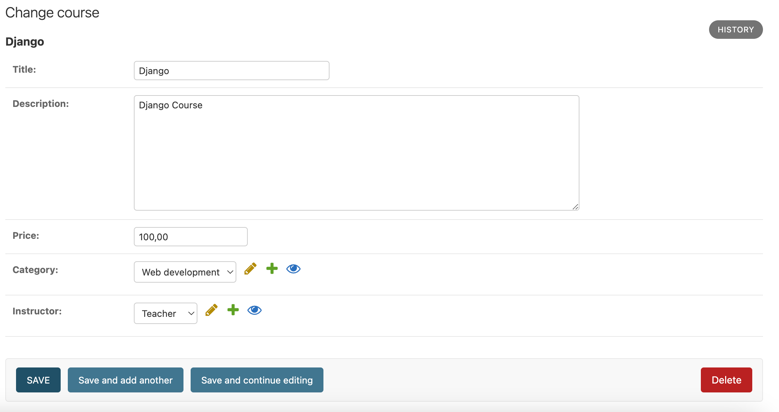 Change course
HISTORY
Django
Title:
Django
Description:
Django Course
Price:
100,00
Category:
Web development
Instructor:
Teacher
SAVE
Save and add another
Save and continue editing
Delete